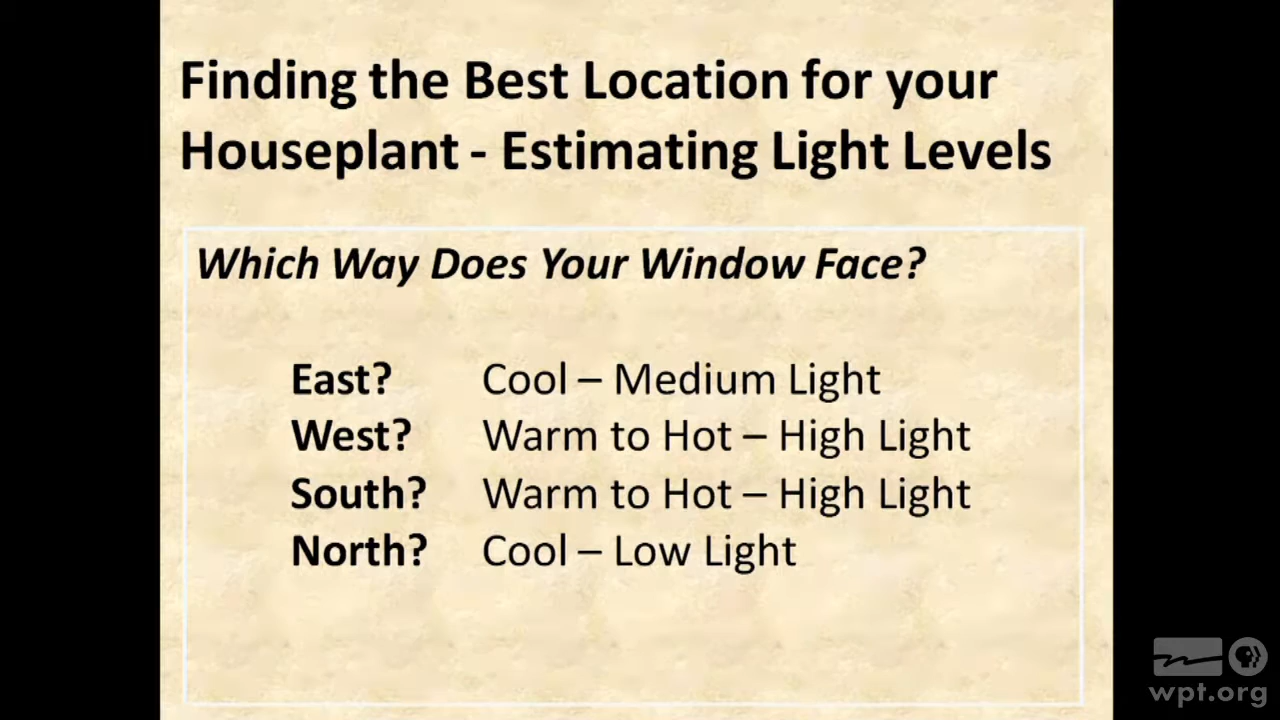 Finding the Best Location for your
Houseplant - Estimating Light Levels
Which Way Does Your Window Face?
East? Cool – Medium Light
West? Warm to Hot – High Light
South? Warm to Hot – High Light
North? Cool – Low Light
wpt.org